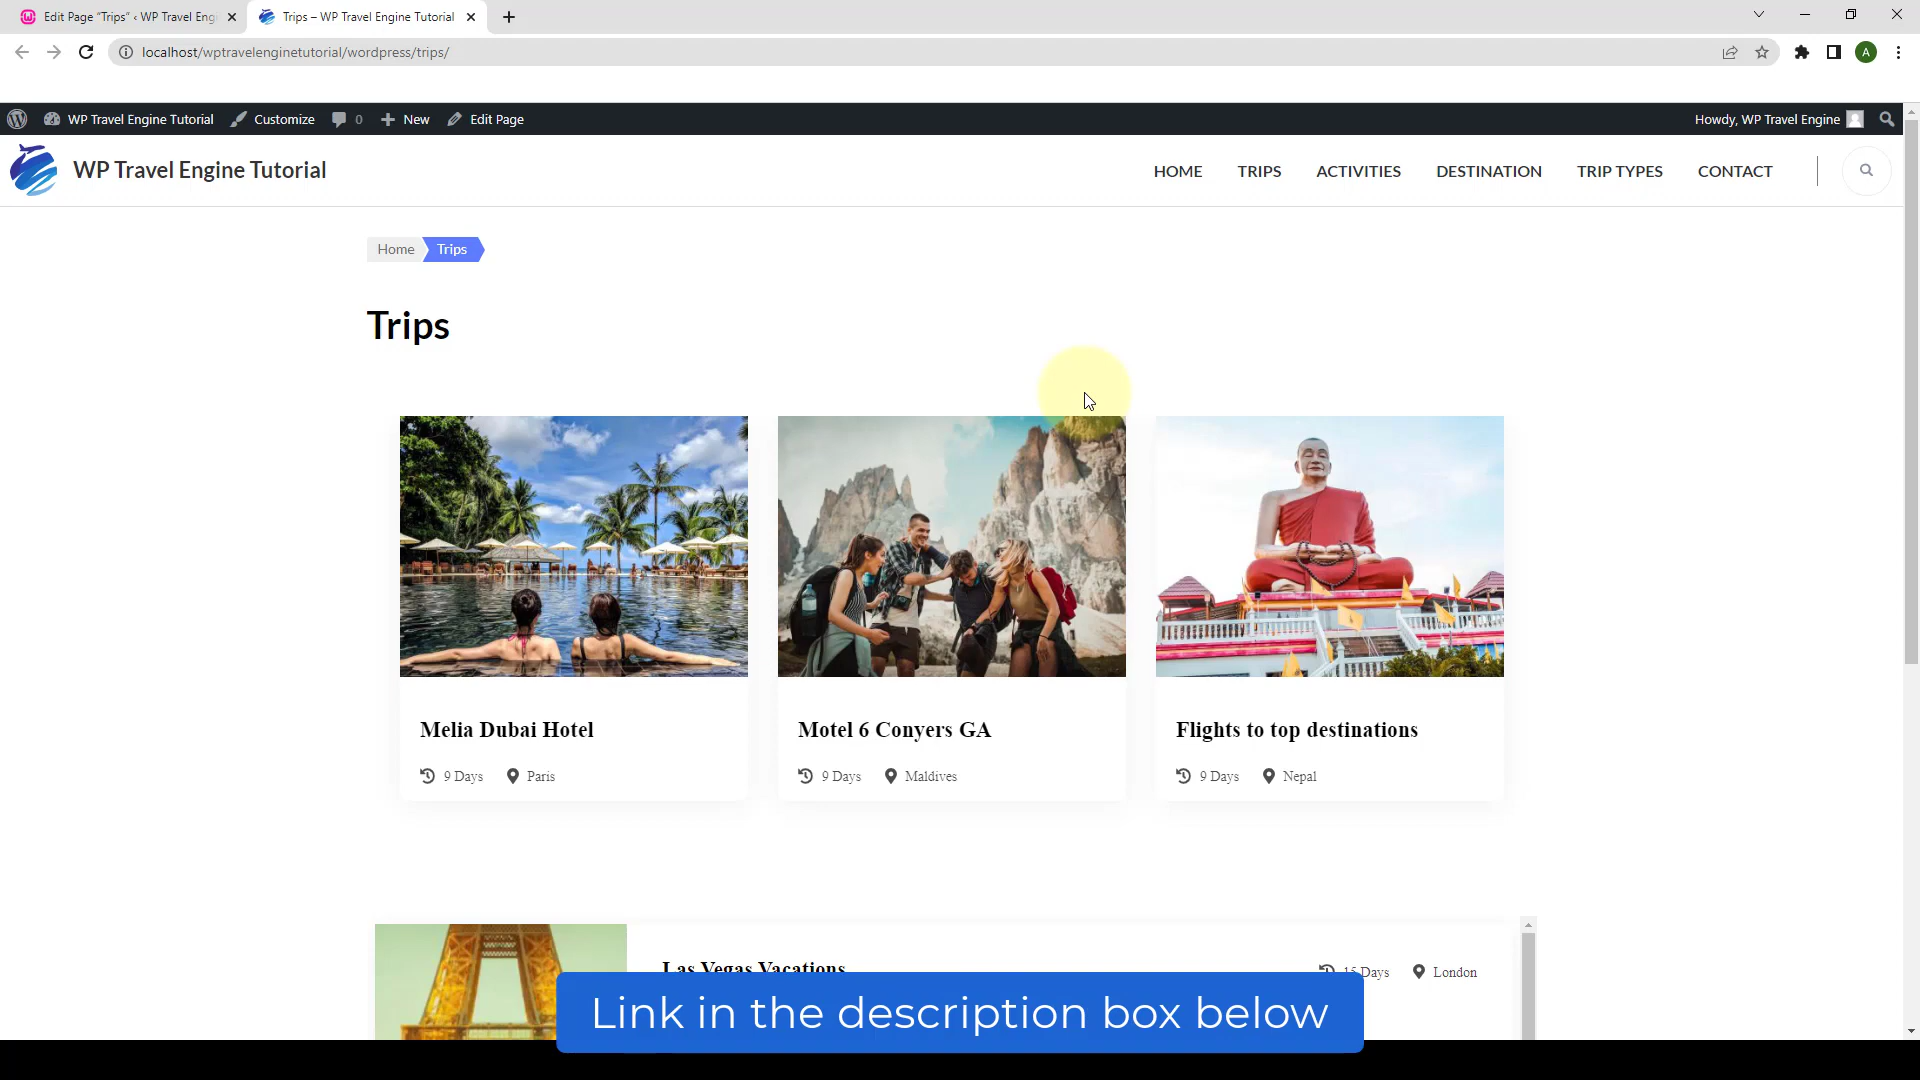 Edit Page "Trips" ‹ WP Travel Eng
Trips – WP Travel Engine Tutorial
localhost/wptravelenginetutorial/wordpress/trips/
A
WP Travel Engine Tutorial
Customize
0
New
Edit Page
Howdy, WP Travel Engine
WP Travel Engine Tutorial
HOME
TRIPS
ACTIVITIES
DESTINATION
TRIP TYPES
CONTACT
Home
Trips
Trips
Melia Dubai Hotel
9 Days
Paris
Motel 6 Conyers GA
9 Days
Maldives
Flights to top destinations
9 Days
Nepal
Las Vegas Vacations
15 Days
London
Link in the description box below